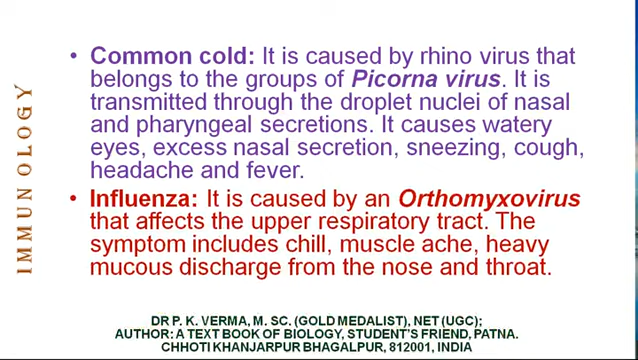 IMMUNOLOGY
• Common cold: It is caused by rhino virus that
belongs to the groups of Picorna virus. It is
transmitted through the droplet nuclei of nasal
and pharyngeal secretions. It causes watery
eyes, excess nasal secretion, sneezing, cough,
headache and fever.
• Influenza: It is caused by an Orthomyxovirus
that affects the upper respiratory tract. The
symptom includes chill, muscle ache, heavy
mucous discharge from the nose and throat.
DR P. K. VERMA, M. SC. (GOLD MEDALIST), NET (UGC);
AUTHOR: A TEXT BOOK OF BIOLOGY, STUDENT'S FRIEND, PATNA.
CHHOTI KHANJARPUR BHAGALPUR, 812001, INDIA